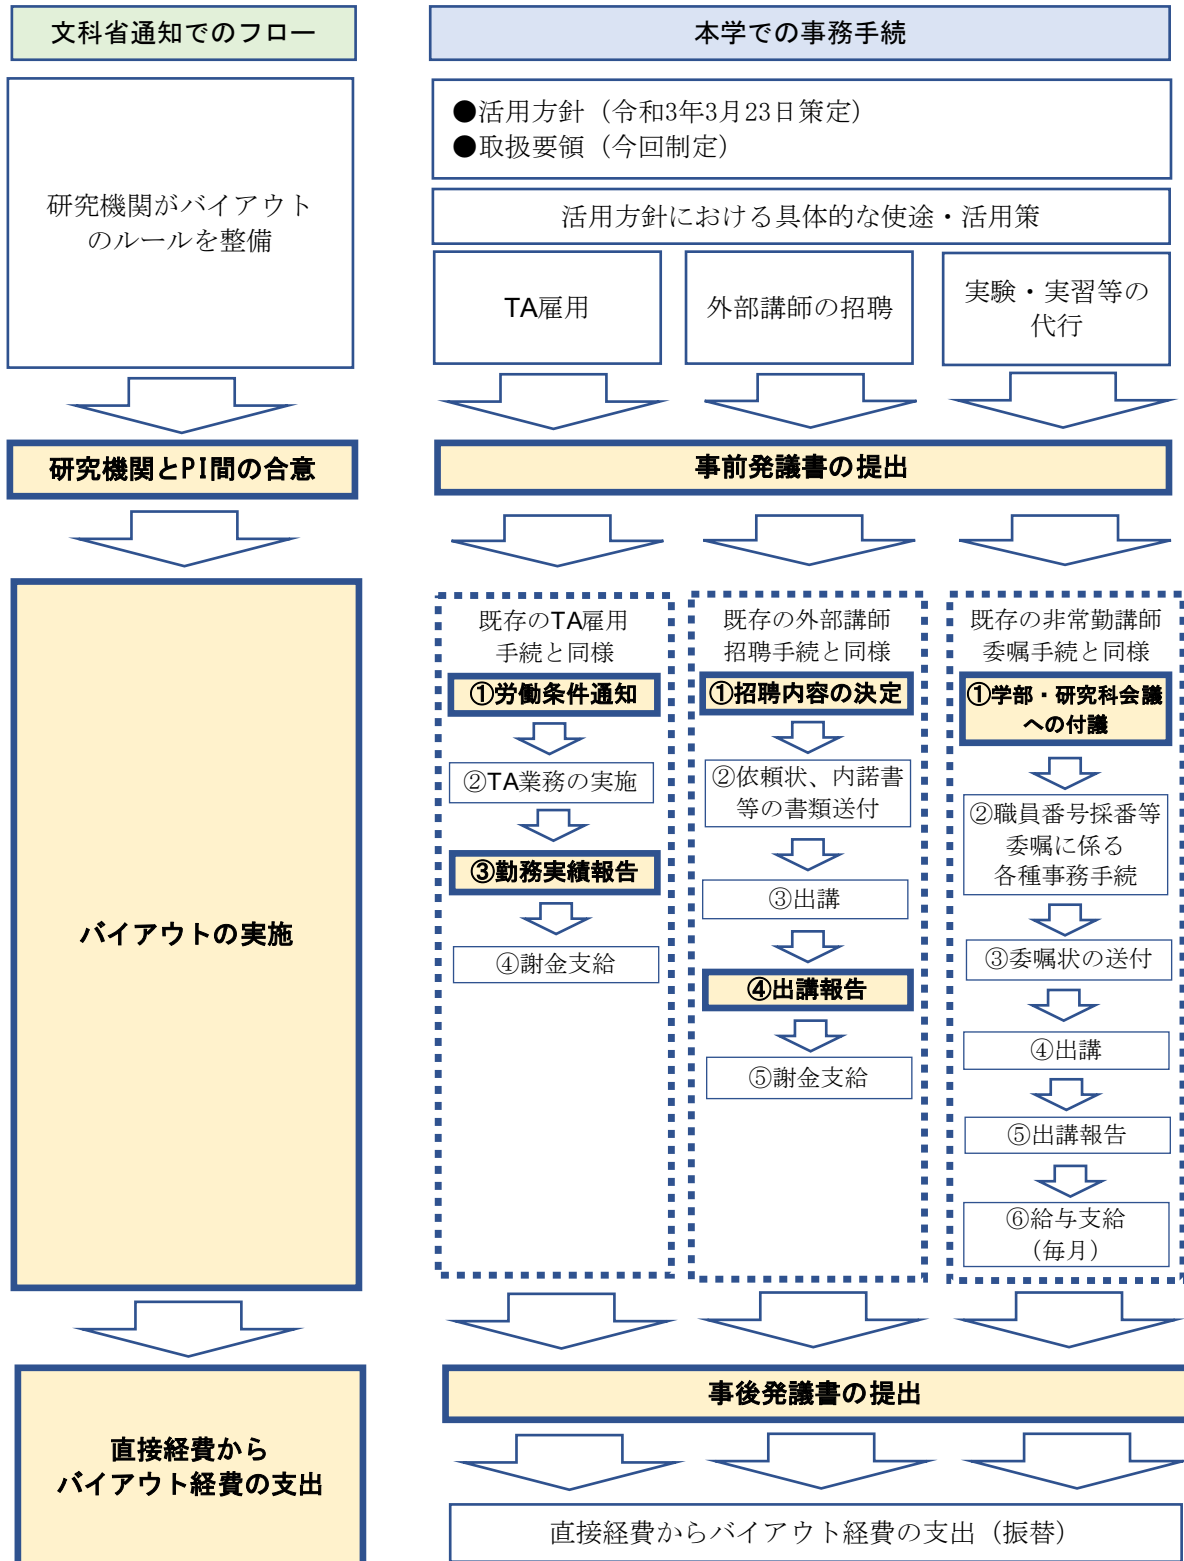 文科省通知でのフロー
本学での事務手続
研究機関がバイアウト
のルールを整備
●活用方針（令和3年3月23日策定）
●取扱要領（今回制定）
活用方針における具体的な使途・活用策
TA雇用
外部講師の招聘
実験・実習等の
代行
研究機関とPI間の合意
事前発議書の提出
バイアウトの実施
既存のTA雇用
手続と同様
①労働条件通知
②TA業務の実施
③勤務実績報告
④謝金支給
既存の外部講師
招聘手続と同様
①招聘内容の決定
②依頼状、内諾書
等の書類送付
③出講
④出講報告
⑤謝金支給
既存の非常勤講師
委嘱手続と同様
①学部・研究科会議
への付議
②職員番号採番等
委嘱に係る
各種事務手続
③委嘱状の送付
④出講
⑤出講報告
⑥給与支給
（毎月）
直接経費から
バイアウト経費の支出
事後発議書の提出
直接経費からバイアウト経費の支出（振替）